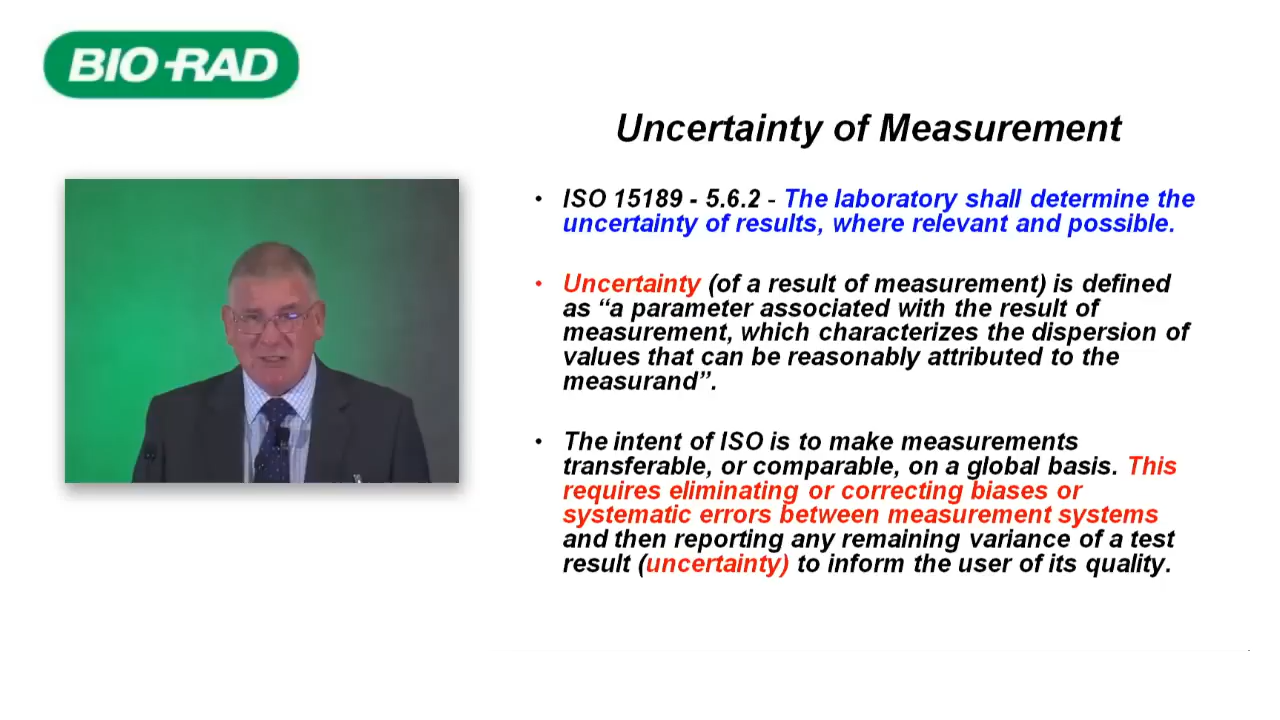 BIO-RAD
Uncertainty of Measurement
• ISO 15189 - 5.6.2 - The laboratory shall determine the
uncertainty of results, where relevant and possible.
• Uncertainty (of a result of measurement) is defined
as “a parameter associated with the result of
measurement, which characterizes the dispersion of
values that can be reasonably attributed to the
measurand”.
• The intent of ISO is to make measurements
transferable, or comparable, on a global basis. This
requires eliminating or correcting biases or
systematic errors between measurement systems
and then reporting any remaining variance of a test
result (uncertainty) to inform the user of its quality.